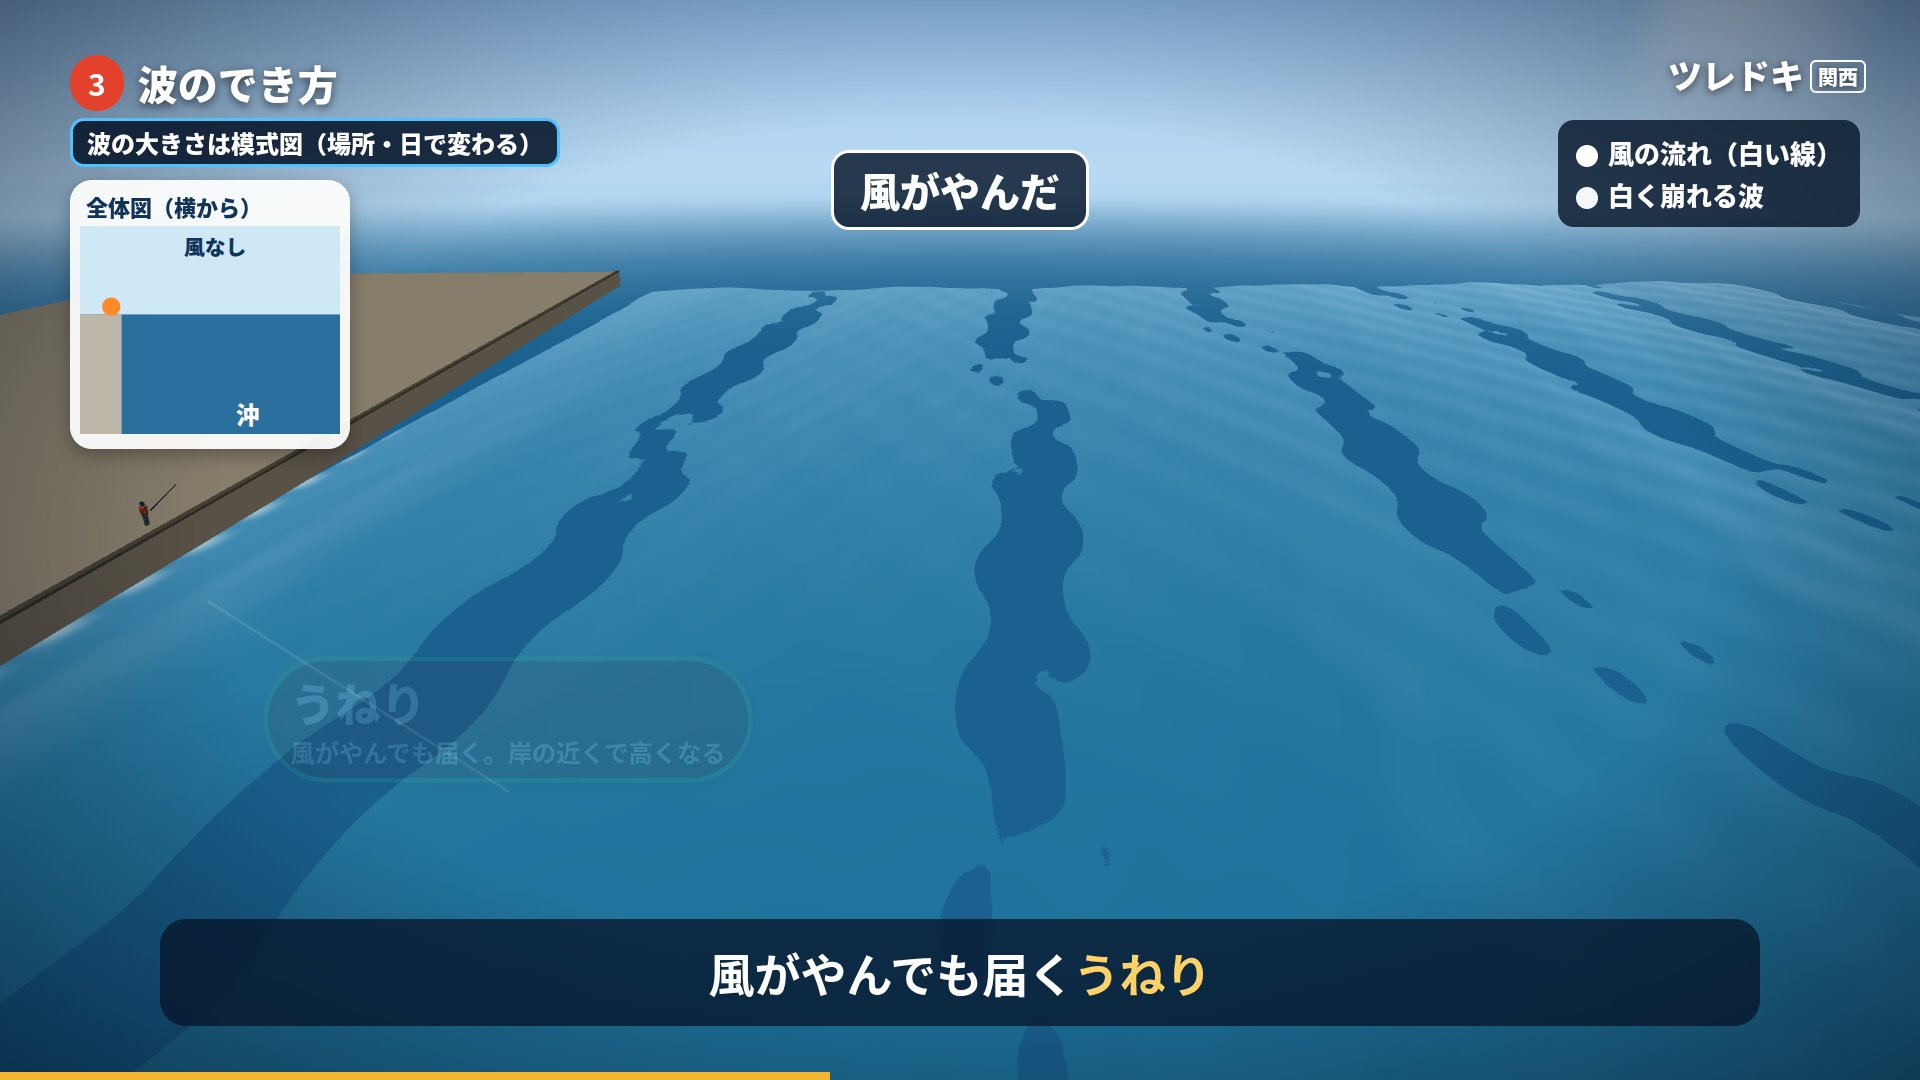 3 波のでき方
波の大きさは模式図（場所・日で変わる）
全体図（横から）
風なし
沖
風がやんだ
ツレドキ 関西
● 風の流れ（白い線）
● 白く崩れる波
うねり
風がやんでも届く。岸の近くで高くなる
風がやんでも届くうねり